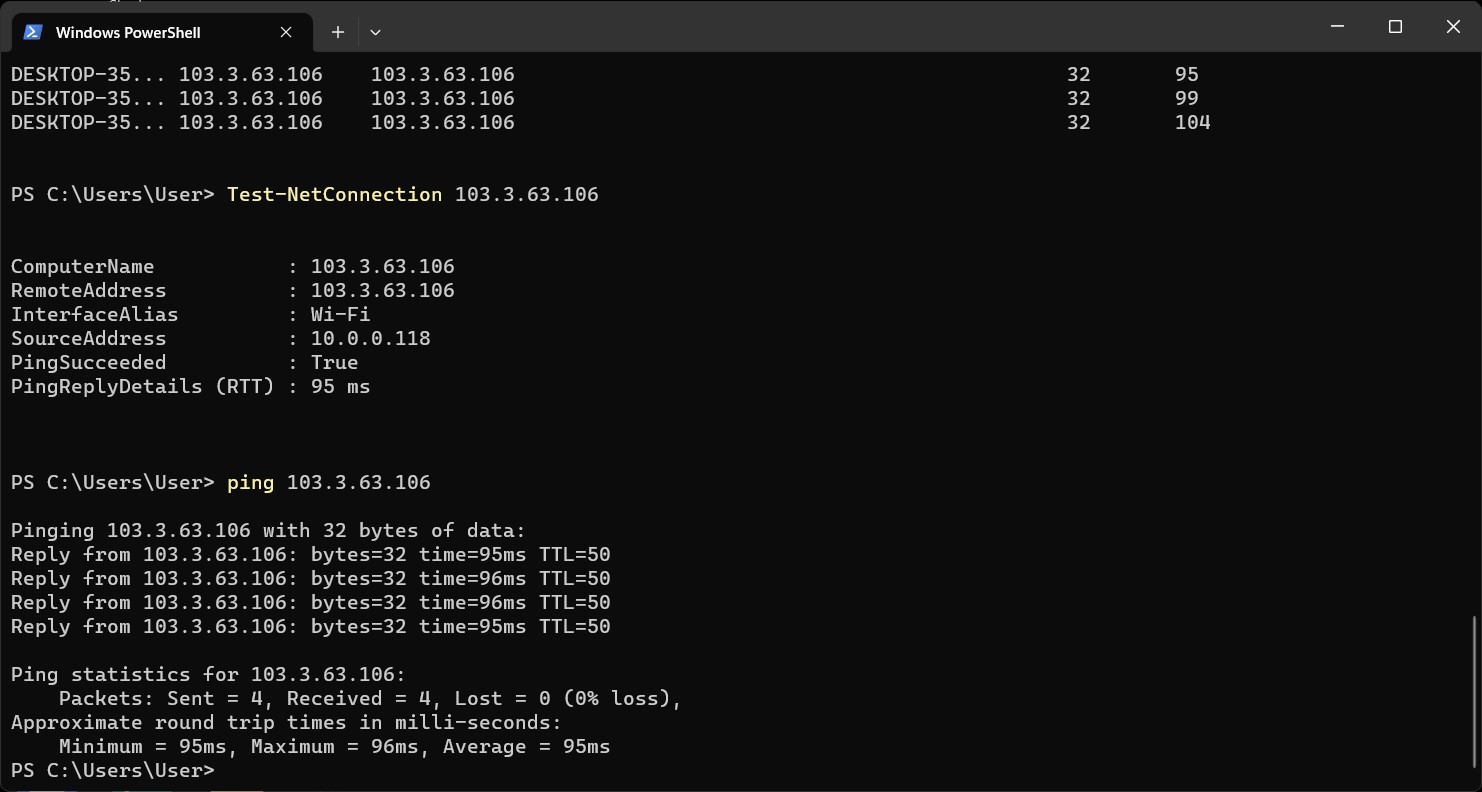 Windows PowerShell
DESKTOP-35... 103.3.63.106    103.3.63.106                                              32       95
DESKTOP-35... 103.3.63.106    103.3.63.106                                              32       99
DESKTOP-35... 103.3.63.106    103.3.63.106                                              32       104
PS C:\Users\User> Test-NetConnection 103.3.63.106
ComputerName           : 103.3.63.106
RemoteAddress          : 103.3.63.106
InterfaceAlias         : Wi-Fi
SourceAddress          : 10.0.0.118
PingSucceeded          : True
PingReplyDetails (RTT) : 95 ms
PS C:\Users\User> ping 103.3.63.106
Pinging 103.3.63.106 with 32 bytes of data:
Reply from 103.3.63.106: bytes=32 time=95ms TTL=50
Reply from 103.3.63.106: bytes=32 time=96ms TTL=50
Reply from 103.3.63.106: bytes=32 time=96ms TTL=50
Reply from 103.3.63.106: bytes=32 time=95ms TTL=50
Ping statistics for 103.3.63.106:
    Packets: Sent = 4, Received = 4, Lost = 0 (0% loss),
Approximate round trip times in milli-seconds:
    Minimum = 95ms, Maximum = 96ms, Average = 95ms
PS C:\Users\User>